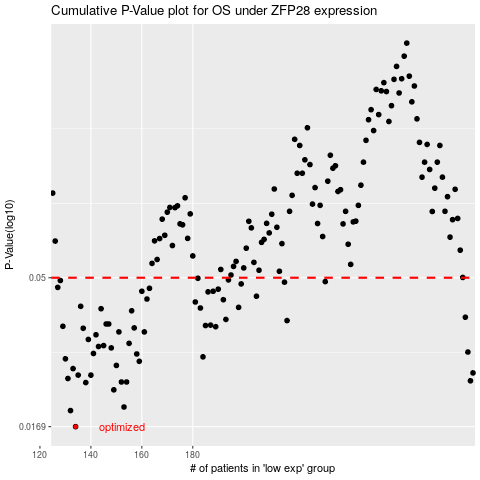 Cumulative P-Value plot for OS under ZFP28 expression
P-Value(log10)
0.05
0.0169
optimized
120 140 160 180
# of patients in 'low exp' group